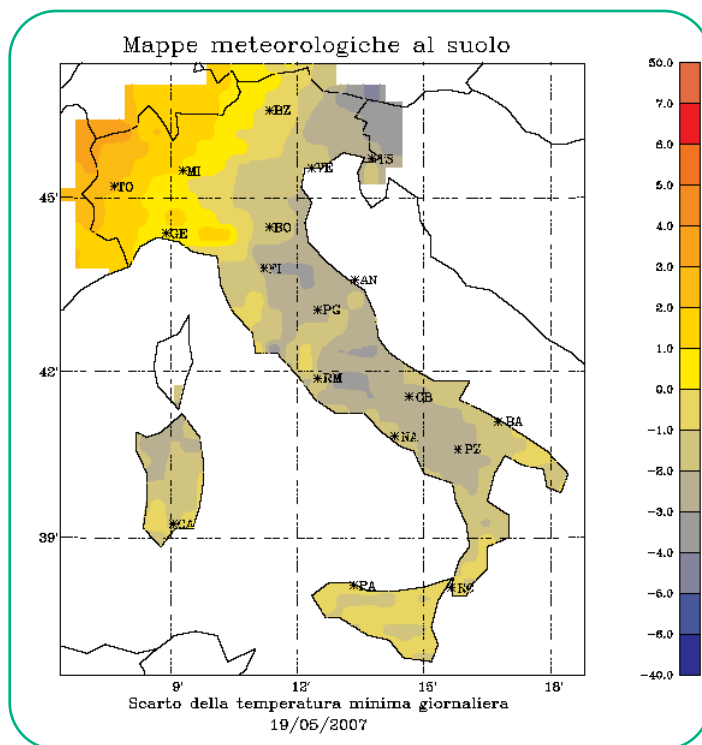 Mappe meteorologiche al suolo
50.0
7.0
6.0
5.0
4.0
3.0
2.0
1.0
0.0
-1.0
-2.0
-3.0
-4.0
-5.0
-6.0
-40.0
BZ
TS
VE
MI
TO
45'
BO
GE
FI
AN
PG
42'
RM
CB
BA
NA
PZ
CA
39'
PA
RC
9'
12'
15'
18'
Scarto della temperatura minima giornaliera
19/05/2007